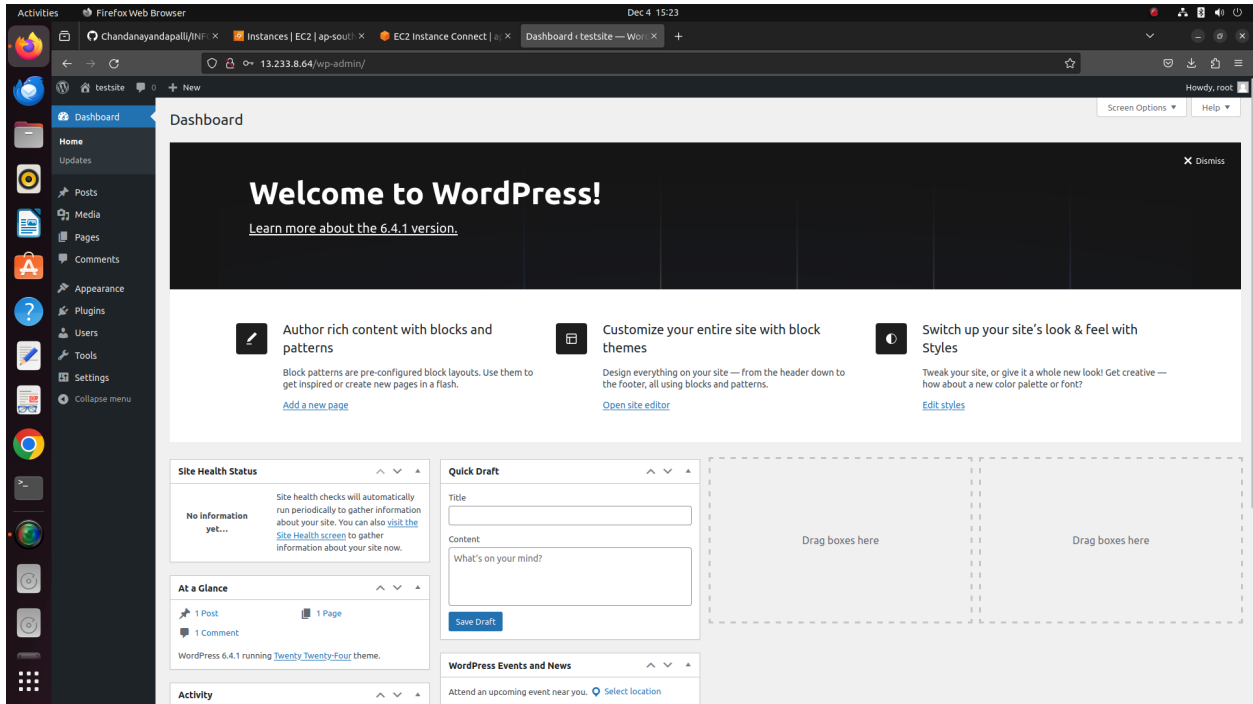 Activities
Firefox Web Browser
Dec 4 15:23
Chandanayandapalli/INF
Instances | EC2 | ap-south
EC2 Instance Connect | a
Dashboard ‹ testsite — Wor
13.233.8.64/wp-admin/
testsite
0
New
Howdy, root
Dashboard
Home
Updates
Posts
Media
Pages
Comments
Appearance
Plugins
Users
Tools
Settings
Collapse menu
Dashboard
Screen Options
Help
Dismiss
Welcome to WordPress!
Learn more about the 6.4.1 version.
Author rich content with blocks and
patterns
Block patterns are pre-configured block layouts. Use them to
get inspired or create new pages in a flash.
Add a new page
Customize your entire site with block
themes
Design everything on your site — from the header down to
the footer, all using blocks and patterns.
Open site editor
Switch up your site's look & feel with
Styles
Tweak your site, or give it a whole new look! Get creative —
how about a new color palette or font?
Edit styles
Site Health Status
No information
yet...
Site health checks will automatically
run periodically to gather information
about your site. You can also visit the
Site Health screen to gather
information about your site now.
At a Glance
1 Post
1 Page
1 Comment
WordPress 6.4.1 running Twenty Twenty-Four theme.
Activity
Quick Draft
Title
Content
What's on your mind?
Save Draft
WordPress Events and News
Attend an upcoming event near you.
Select location
Drag boxes here
Drag boxes here